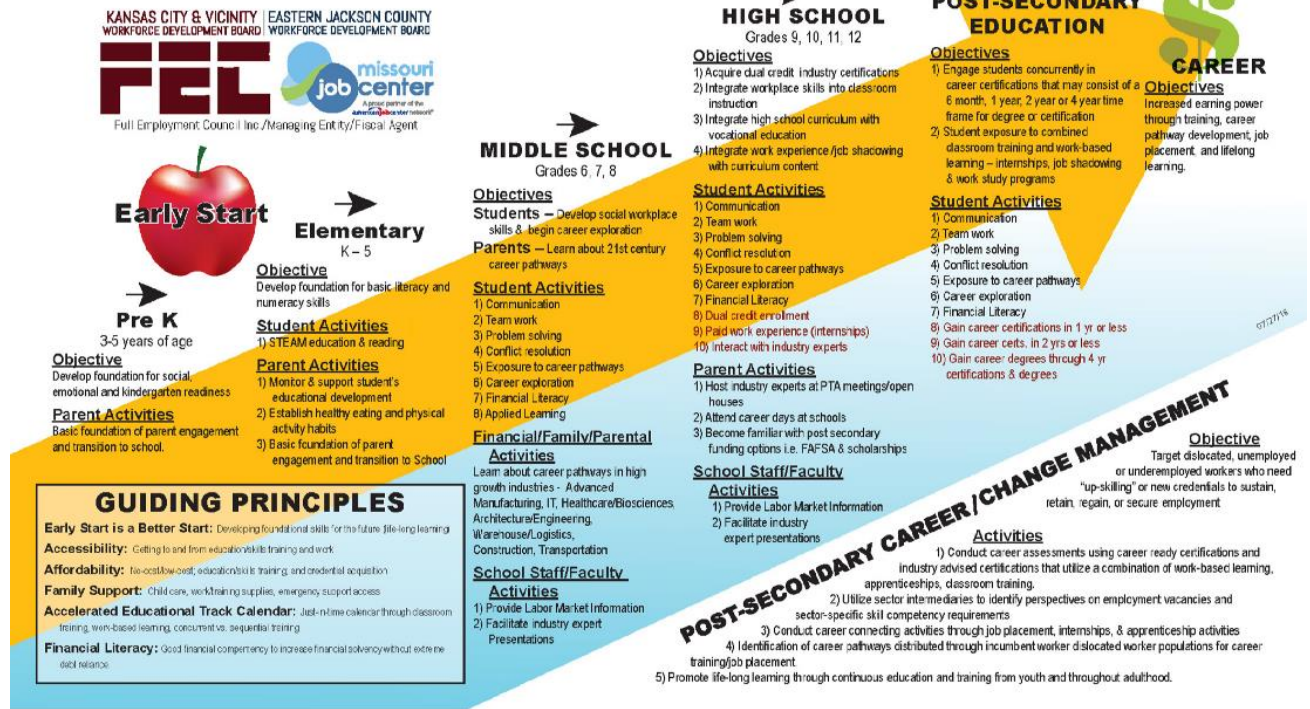 KANSAS CITY & VICINITY
WORKFORCE DEVELOPMENT BOARD
EASTERN JACKSON COUNTY
WORKFORCE DEVELOPMENT BOARD
FEC
missouri
job center
A proud partner of the
AmericanJobCenter network
Full Employment Council Inc./Managing Entity/Fiscal Agent
Early Start
Pre K
3-5 years of age
Objective
Develop foundation for social,
emotional and kindergarten readiness
Parent Activities
Basic foundation of parent engagement
and transition to school.
Elementary
K – 5
Objective
Develop foundation for basic literacy and
numeracy skills
Student Activities
1) STEAM education & reading
Parent Activities
1) Monitor & support student's
educational development
2) Establish healthy eating and physical
activity habits
3) Basic foundation of parent
engagement and transition to School
MIDDLE SCHOOL
Grades 6, 7, 8
Objectives
Students – Develop social workplace
skills & begin career exploration
Parents – Learn about 21st century
career pathways
Student Activities
1) Communication
2) Team work
3) Problem solving
4) Conflict resolution
5) Exposure to career pathways
6) Career exploration
7) Financial Literacy
8) Applied Learning
Financial/Family/Parental
Activities
Learn about career pathways in high
growth industries - Advanced
Manufacturing, IT, Healthcare/Biosciences,
Architecture/Engineering,
Warehouse/Logistics,
Construction, Transportation
School Staff/Faculty
Activities
1) Provide Labor Market Information
2) Facilitate industry expert
Presentations
HIGH SCHOOL
Grades 9, 10, 11, 12
Objectives
1) Acquire dual credit industry certifications
2) Integrate workplace skills into classroom
instruction
3) Integrate high school curriculum with
vocational education
4) Integrate work experience/job shadowing
with curriculum content
Student Activities
1) Communication
2) Team work
3) Problem solving
4) Conflict resolution
5) Exposure to career pathways
6) Career exploration
7) Financial Literacy
8) Dual credit enrollment
9) Paid work experience (internships)
10) Interact with industry experts
Parent Activities
1) Host industry experts at PTA meetings/open
houses
2) Attend career days at schools
3) Become familiar with post secondary
funding options i.e. FAFSA & scholarships
School Staff/Faculty
Activities
1) Provide Labor Market Information
2) Facilitate industry
expert presentations
POST-SECONDARY
EDUCATION
Objectives
1) Engage students concurrently in
career certifications that may consist of a
6 month, 1 year, 2 year or 4 year time
frame for degree or certification
2) Student exposure to combined
classroom training and work-based
learning – internships, job shadowing
& work study programs
Student Activities
1) Communication
2) Team work
3) Problem solving
4) Conflict resolution
5) Exposure to career pathways
6) Career exploration
7) Financial Literacy
8) Gain career certifications in 1 yr or less
9) Gain career certs. in 2 yrs or less
10) Gain career degrees through 4 yr
certifications & degrees
$
CAREER
Objectives
Increased earning power
through training, career
pathway development, job
placement, and lifelong
learning.
07/27/16
GUIDING PRINCIPLES
Early Start is a Better Start: Developing foundational skills for the future (life-long learning)
Accessibility: Getting to and from education/skills training and work
Affordability: No-cost/low-cost; education/skills training; and credential acquisition
Family Support: Child care, work/training supplies, emergency support access
Accelerated Educational Track Calendar: Just-n-time calendar through classroom
training, work-based learning, concurrent vs. sequential training
Financial Literacy: Good financial competency to increase financial solvency without extreme
debt reliance.
POST-SECONDARY CAREER/CHANGE MANAGEMENT
Objective
Target dislocated, unemployed
or underemployed workers who need
"up-skilling" or new credentials to sustain,
retain, regain, or secure employment
Activities
1) Conduct career assessments using career ready certifications and
industry advised certifications that utilize a combination of work-based learning,
apprenticeships, classroom training.
2) Utilize sector intermediaries to identify perspectives on employment vacancies and
sector-specific skill competency requirements
3) Conduct career connecting activities through job placement, internships, & apprenticeship activities
4) Identification of career pathways distributed through incumbent worker dislocated worker populations for career
training/job placement
5) Promote life-long learning through continuous education and training from youth and throughout adulthood.